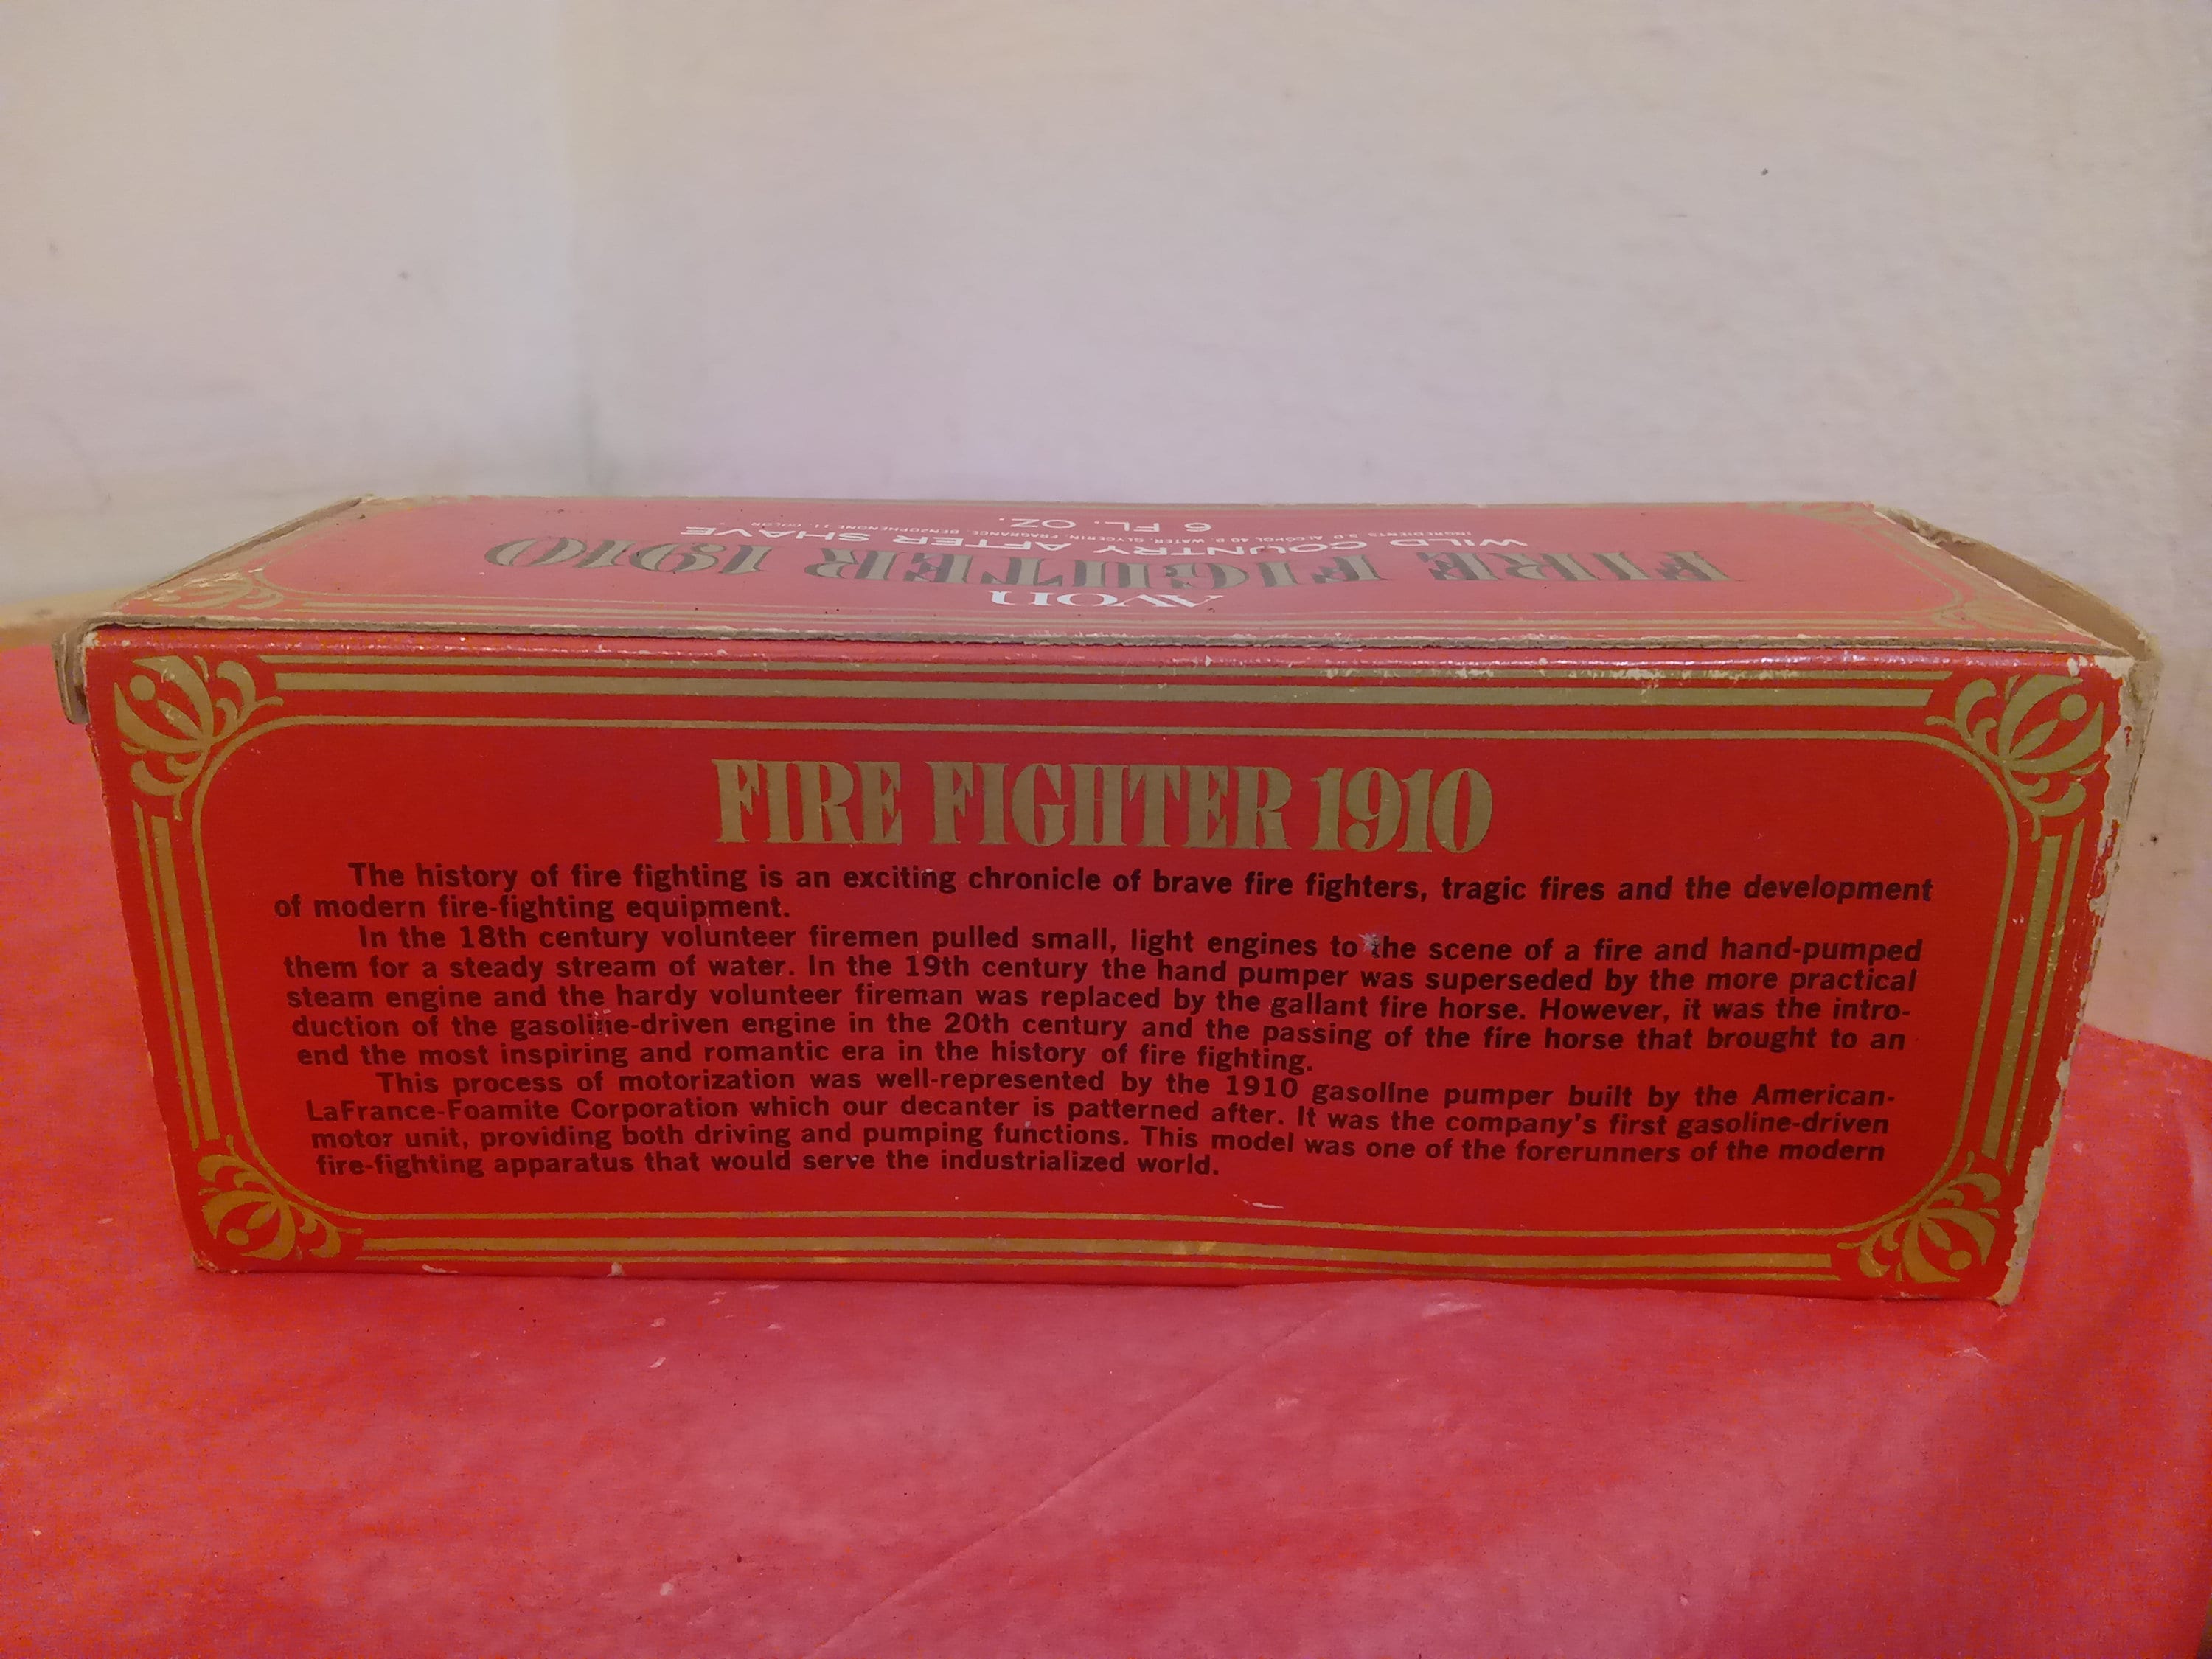 6 FL. OZ.
INGREDIENTS: S.D. ALCOHOL 40 B, WATER, GLYCERIN, FRAGRANCE, BENZOPHENONE-11, COLOR
WILD COUNTRY AFTER SHAVE
FIRE FIGHTER 1910
AVON
FIRE FIGHTER 1910
The history of fire fighting is an exciting chronicle of brave fire fighters, tragic fires and the development
of modern fire-fighting equipment.
In the 18th century volunteer firemen pulled small, light engines to the scene of a fire and hand-pumped
them for a steady stream of water. In the 19th century the hand pumper was superseded by the more practical
steam engine and the hardy volunteer fireman was replaced by the gallant fire horse. However, it was the intro-
duction of the gasoline-driven engine in the 20th century and the passing of the fire horse that brought to an
end the most inspiring and romantic era in the history of fire fighting.
This process of motorization was well-represented by the 1910 gasoline pumper built by the American-
LaFrance-Foamite Corporation which our decanter is patterned after. It was the company's first gasoline-driven
motor unit, providing both driving and pumping functions. This model was one of the forerunners of the modern
fire-fighting apparatus that would serve the industrialized world.